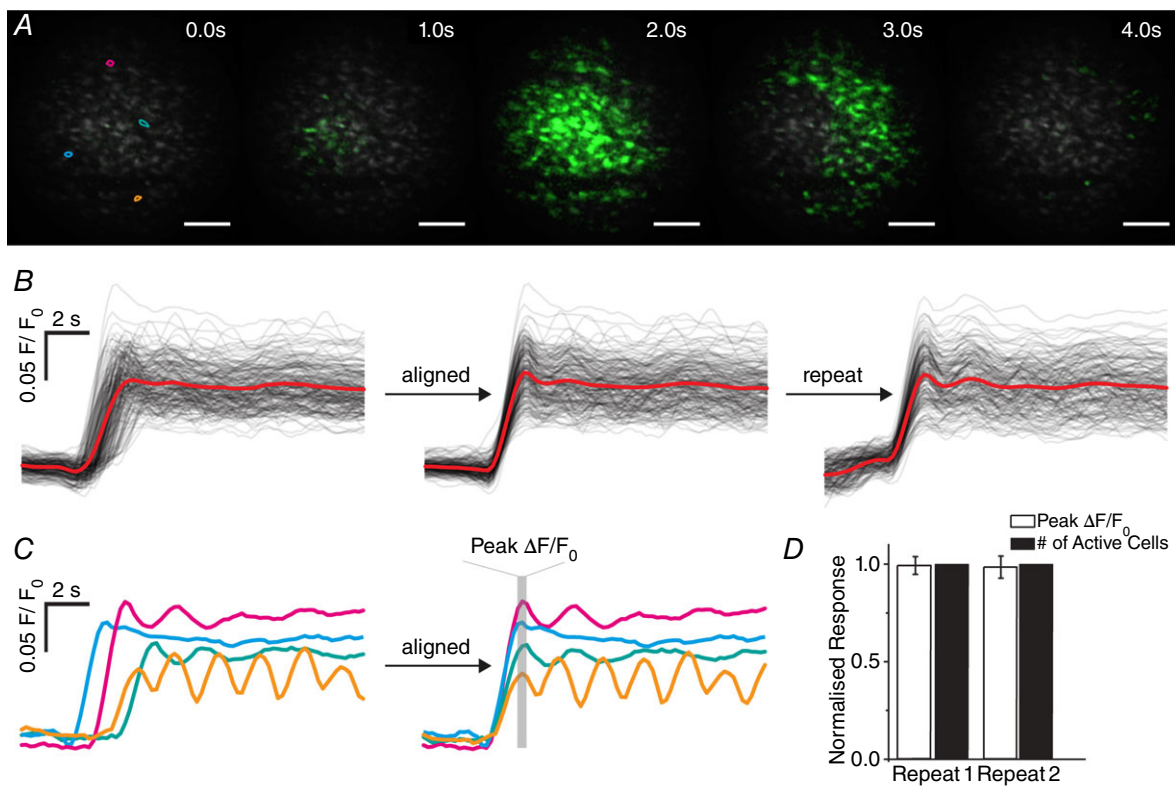 A
0.0s
1.0s
2.0s
3.0s
4.0s
B
2 s
0.05 F/ F0
aligned
repeat
C
2 s
0.05 F/ F0
aligned
Peak ΔF/F0
D
Peak ΔF/F0
# of Active Cells
Normalised Response
1.0
0.5
0.0
Repeat 1
Repeat 2